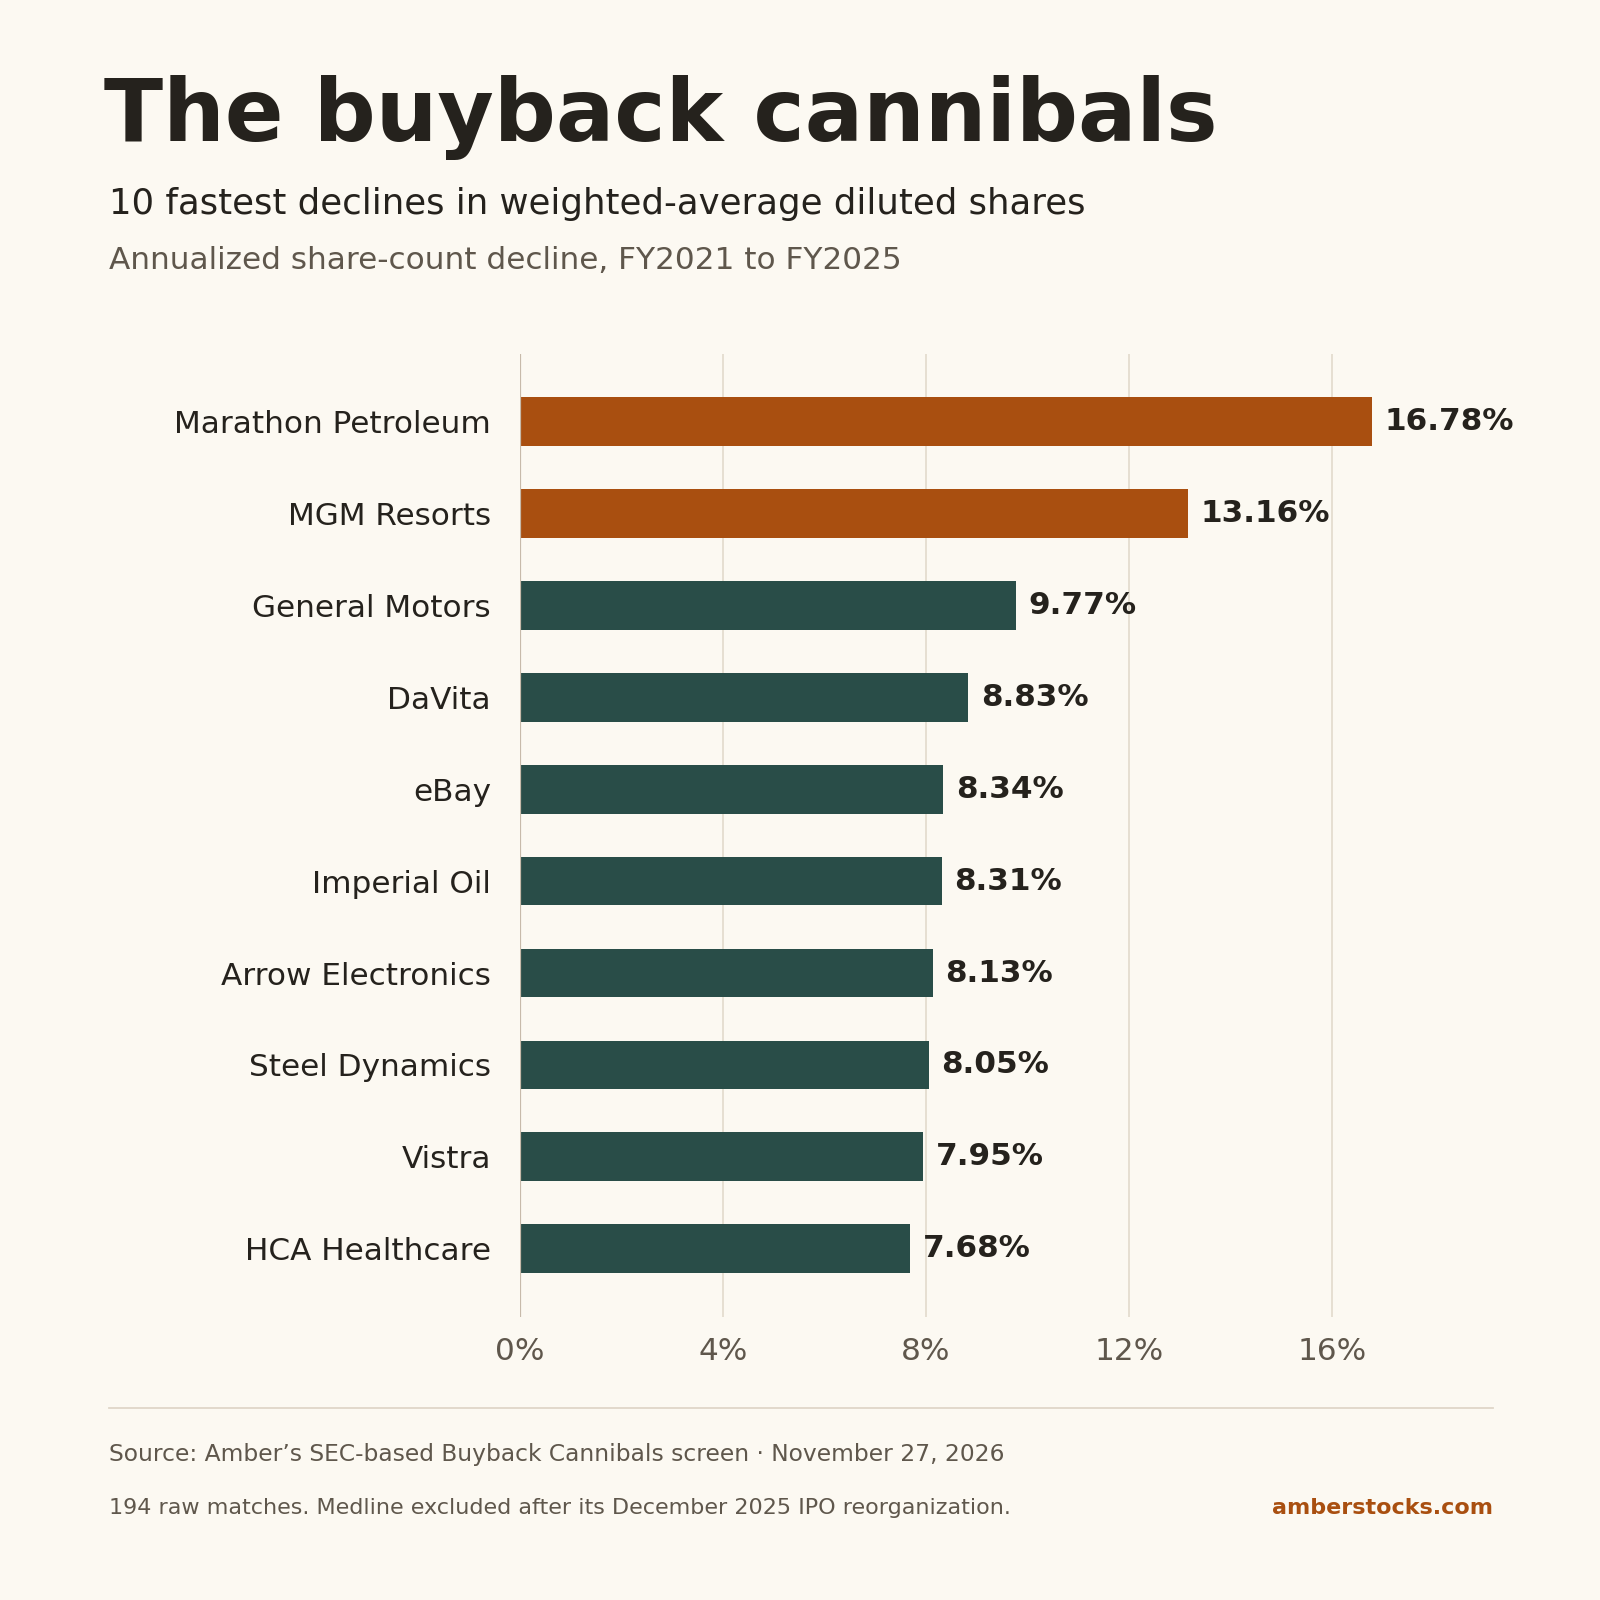 The buyback cannibals
10 fastest declines in weighted-average diluted shares
Annualized share-count decline, FY2021 to FY2025
Marathon Petroleum 16.78%
MGM Resorts 13.16%
General Motors 9.77%
DaVita 8.83%
eBay 8.34%
Imperial Oil 8.31%
Arrow Electronics 8.13%
Steel Dynamics 8.05%
Vistra 7.95%
HCA Healthcare 7.68%
0% 4% 8% 12% 16%
Source: Amber’s SEC-based Buyback Cannibals screen · November 27, 2026
194 raw matches. Medline excluded after its December 2025 IPO reorganization. amberstocks.com